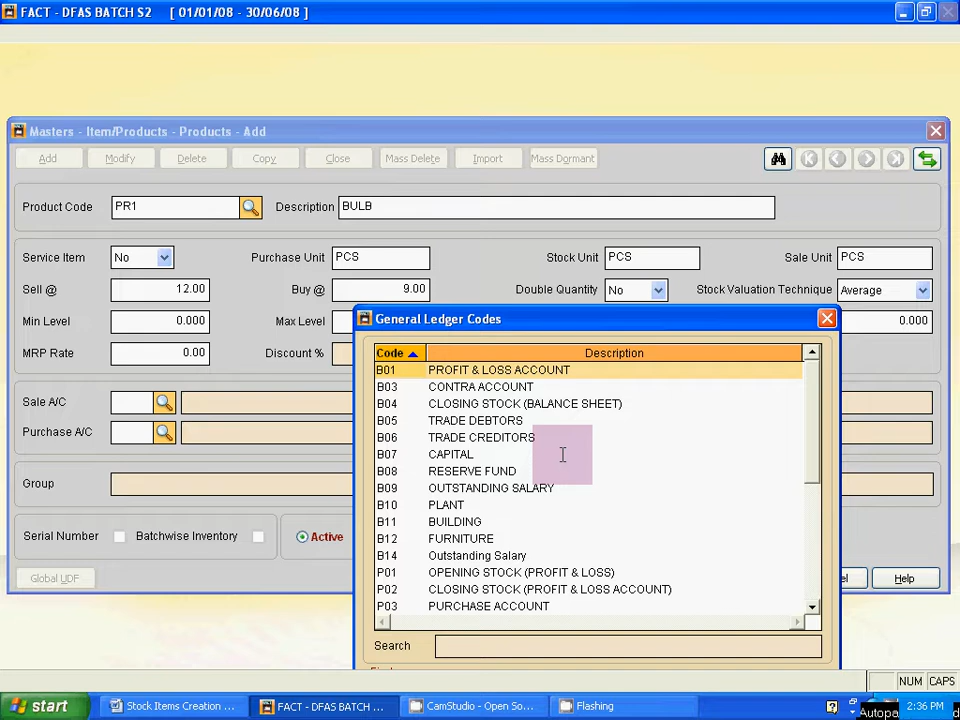 FACT - DFAS BATCH S2 [ 01/01/08 - 30/06/08 ]
Masters - Item/Products - Products - Add
Add Modify Delete Copy Close Mass Delete Import Mass Dormant
Product Code PR1 Description BULB
Service Item No Purchase Unit PCS Stock Unit PCS Sale Unit PCS
Sell @ 12.00 Buy @ 9.00 Double Quantity No Stock Valuation Technique Average
Min Level 0.000 Max Level 0.000
MRP Rate 0.00 Discount %
Sale A/C
Purchase A/C
Group
Serial Number Batchwise Inventory Active
Global UDF Help
General Ledger Codes
Code Description
B01 PROFIT & LOSS ACCOUNT
B03 CONTRA ACCOUNT
B04 CLOSING STOCK (BALANCE SHEET)
B05 TRADE DEBTORS
B06 TRADE CREDITORS
B07 CAPITAL
B08 RESERVE FUND
B09 OUTSTANDING SALARY
B10 PLANT
B11 BUILDING
B12 FURNITURE
B14 Outstanding Salary
P01 OPENING STOCK (PROFIT & LOSS)
P02 CLOSING STOCK (PROFIT & LOSS ACCOUNT)
P03 PURCHASE ACCOUNT
Search
NUM CAPS
start Stock Items Creation ... FACT - DFAS BATCH ... CamStudio - Open So... Flashing 2:36 PM